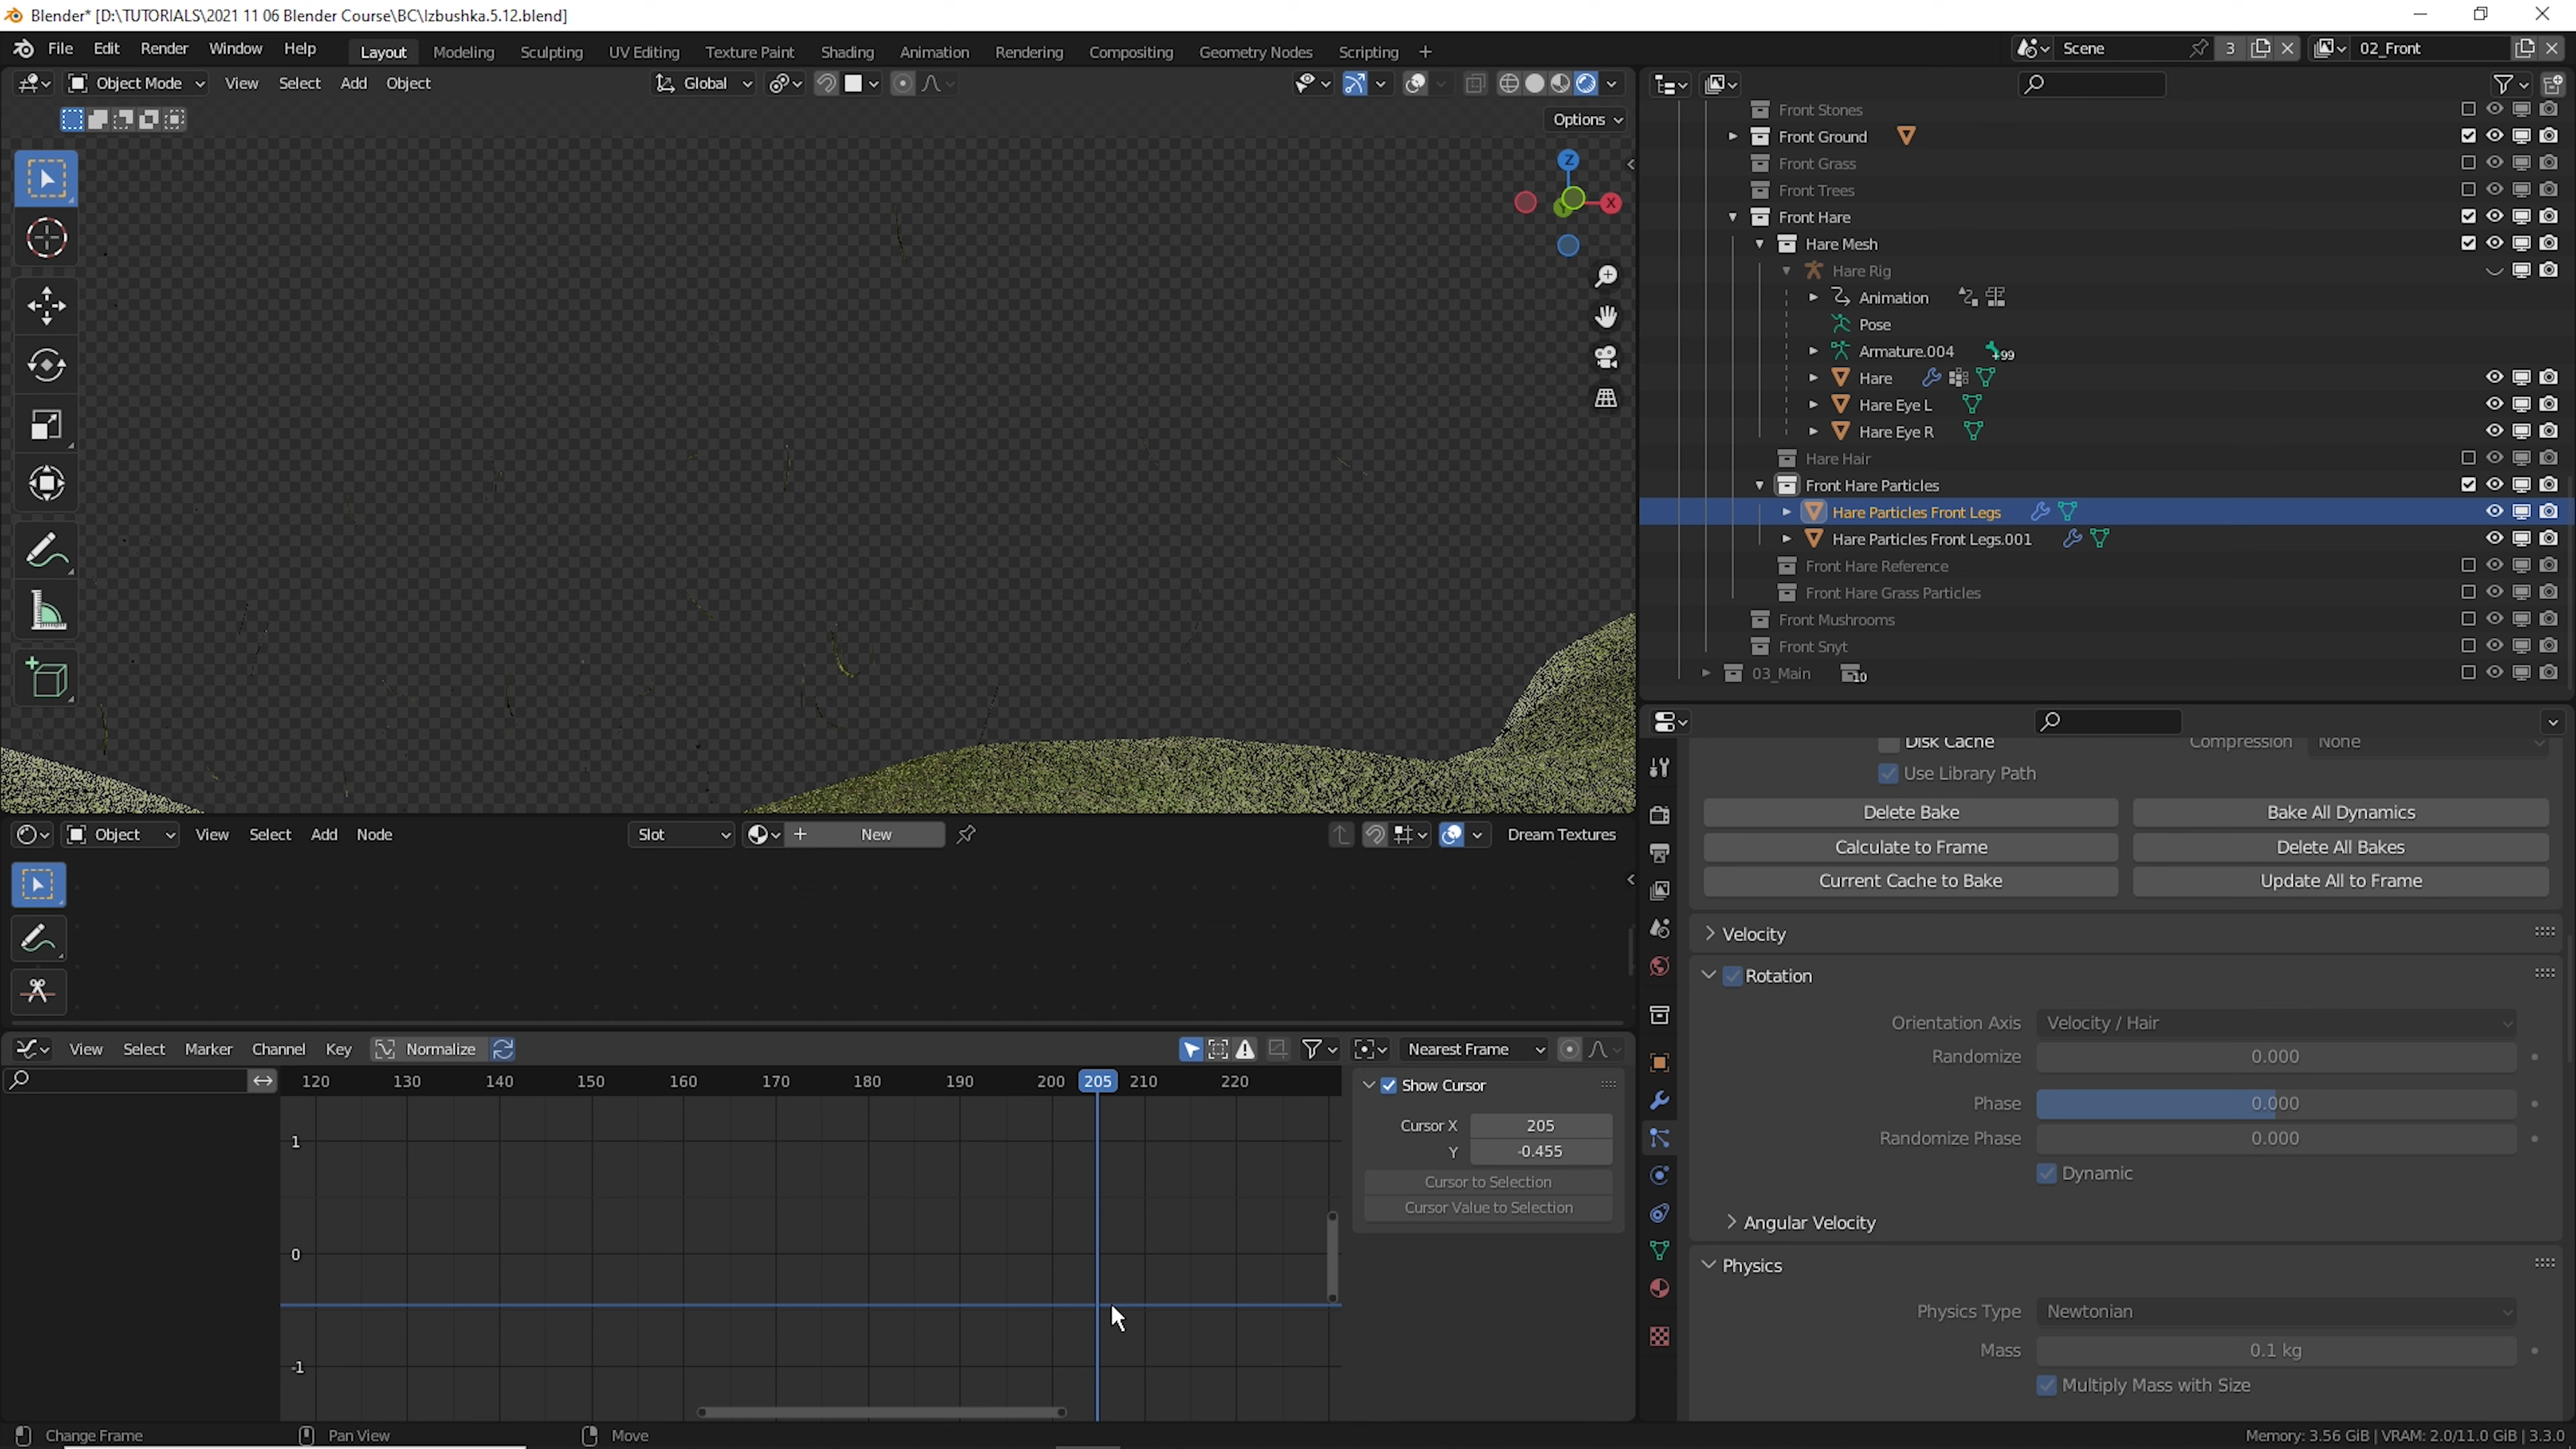 Blender* [D:\TUTORIALS\2021 11 06 Blender Course\BC\Izbushka.5.12.blend]
File Edit Render Window Help Layout Modeling Sculpting UV Editing Texture Paint Shading Animation Rendering Compositing Geometry Nodes Scripting + Scene 3 02_Front
Object Mode View Select Add Object Global
Options
Z
X
Front Stones
Front Ground
Front Grass
Front Trees
Front Hare
Hare Mesh
Hare Rig
Animation
Pose
Armature.004 +99
Hare
Hare Eye L
Hare Eye R
Hare Hair
Front Hare Particles
Hare Particles Front Legs
Hare Particles Front Legs.001
Front Hare Reference
Front Hare Grass Particles
Front Mushrooms
Front Snyt
03_Main 10
Disk Cache Compression None
Use Library Path
Delete Bake Bake All Dynamics
Calculate to Frame Delete All Bakes
Current Cache to Bake Update All to Frame
Velocity
Rotation
Orientation Axis Velocity / Hair
Randomize 0.000
Phase 0.000
Randomize Phase 0.000
Dynamic
Angular Velocity
Physics
Physics Type Newtonian
Mass 0.1 kg
Multiply Mass with Size
Object View Select Add Node Slot + New Dream Textures
View Select Marker Channel Key Normalize Nearest Frame
120 130 140 150 160 170 180 190 200 205 210 220
1
0
-1
Show Cursor
Cursor X 205
Y -0.455
Cursor to Selection
Cursor Value to Selection
Change Frame Pan View Move Memory: 3.56 GiB | VRAM: 2.0/11.0 GiB | 3.3.0